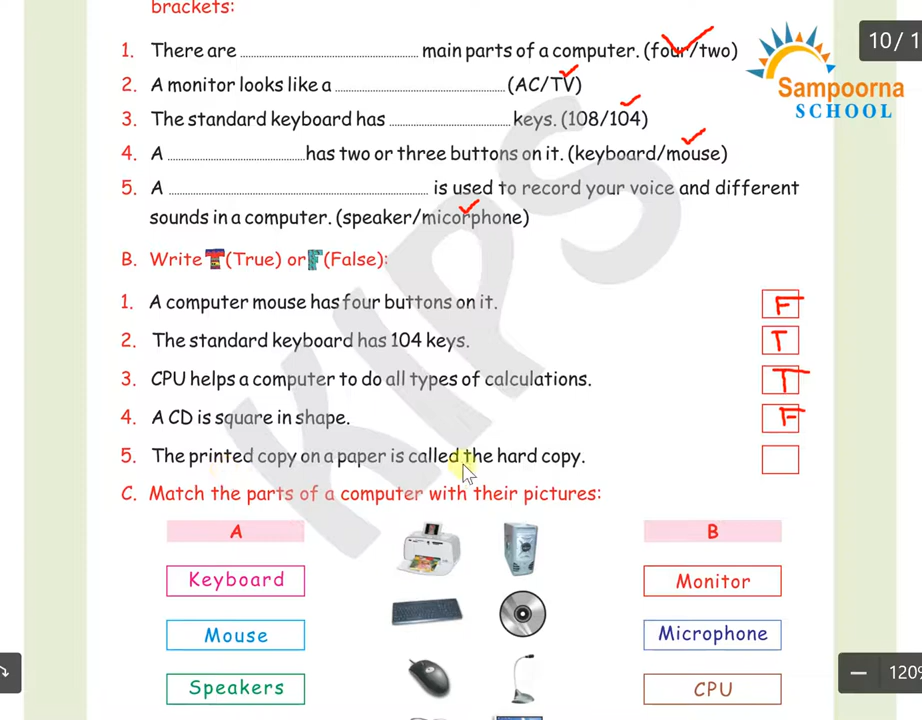 brackets:
10/1
1. There are ........................ main parts of a computer. (four/two)
Sampoorna
SCHOOL
2. A monitor looks like a ........................ (AC/TV)
3. The standard keyboard has ........................ keys. (108/104)
4. A ........................ has two or three buttons on it. (keyboard/mouse)
5. A ........................ is used to record your voice and different
sounds in a computer. (speaker/micorphone)
B. Write T (True) or F (False):
1. A computer mouse has four buttons on it. F
2. The standard keyboard has 104 keys. T
3. CPU helps a computer to do all types of calculations. T
4. A CD is square in shape. F
5. The printed copy on a paper is called the hard copy.
C. Match the parts of a computer with their pictures:
A B
Keyboard Monitor
Mouse Microphone
Speakers CPU
120%
KIPS